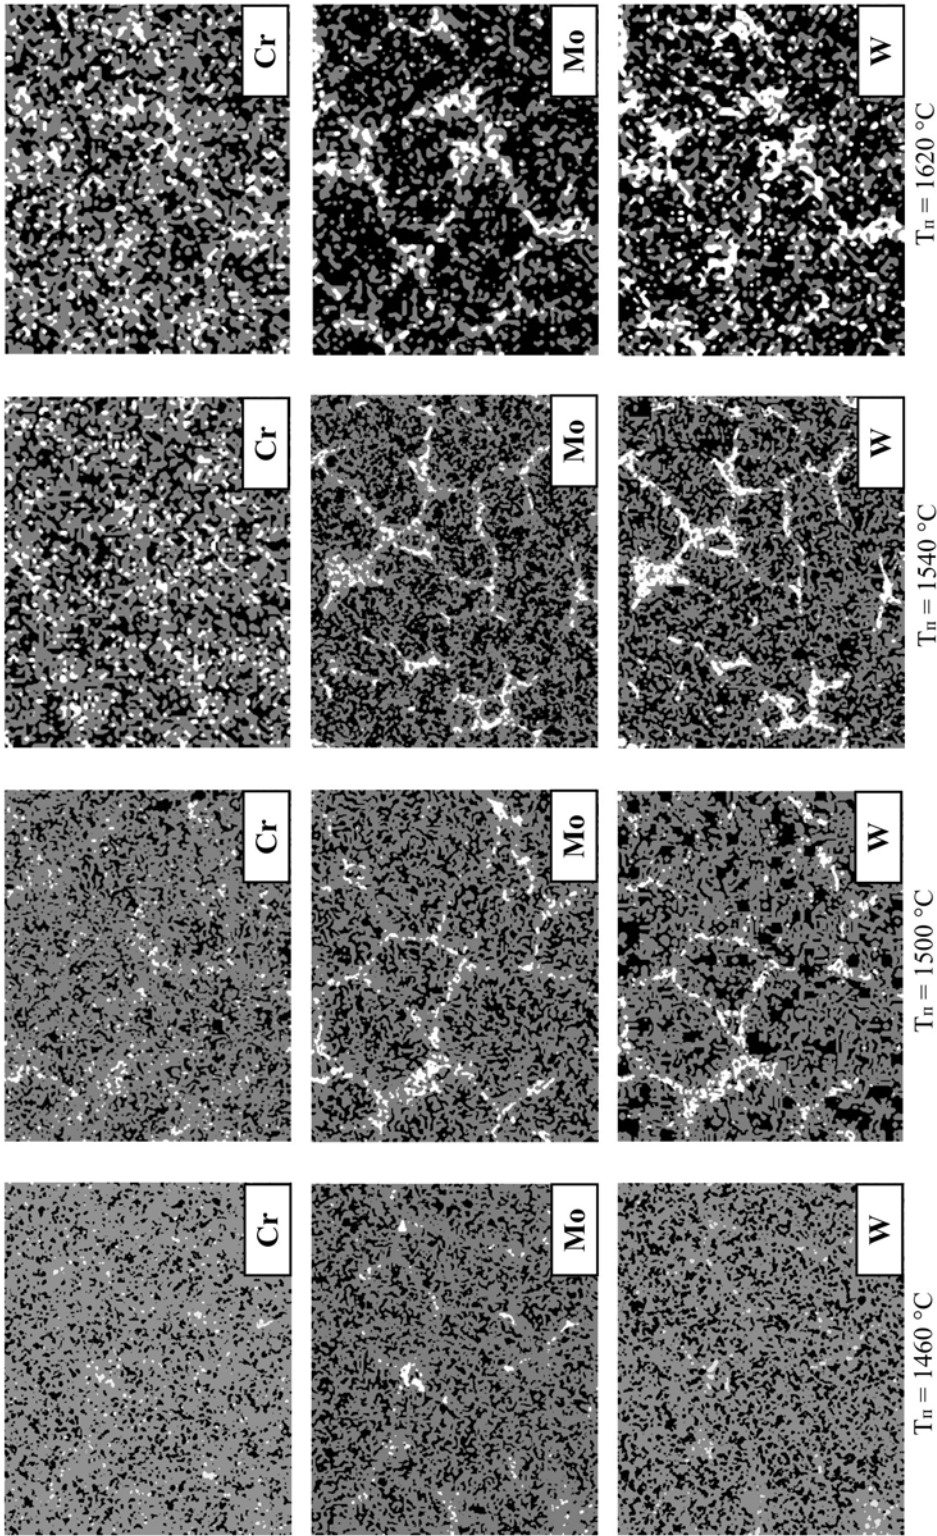 Cr
Cr
Cr
Cr
Mo
Mo
Mo
Mo
W
W
W
W
Tп = 1460 °C
Tп = 1500 °C
Tп = 1540 °C
Tп = 1620 °C